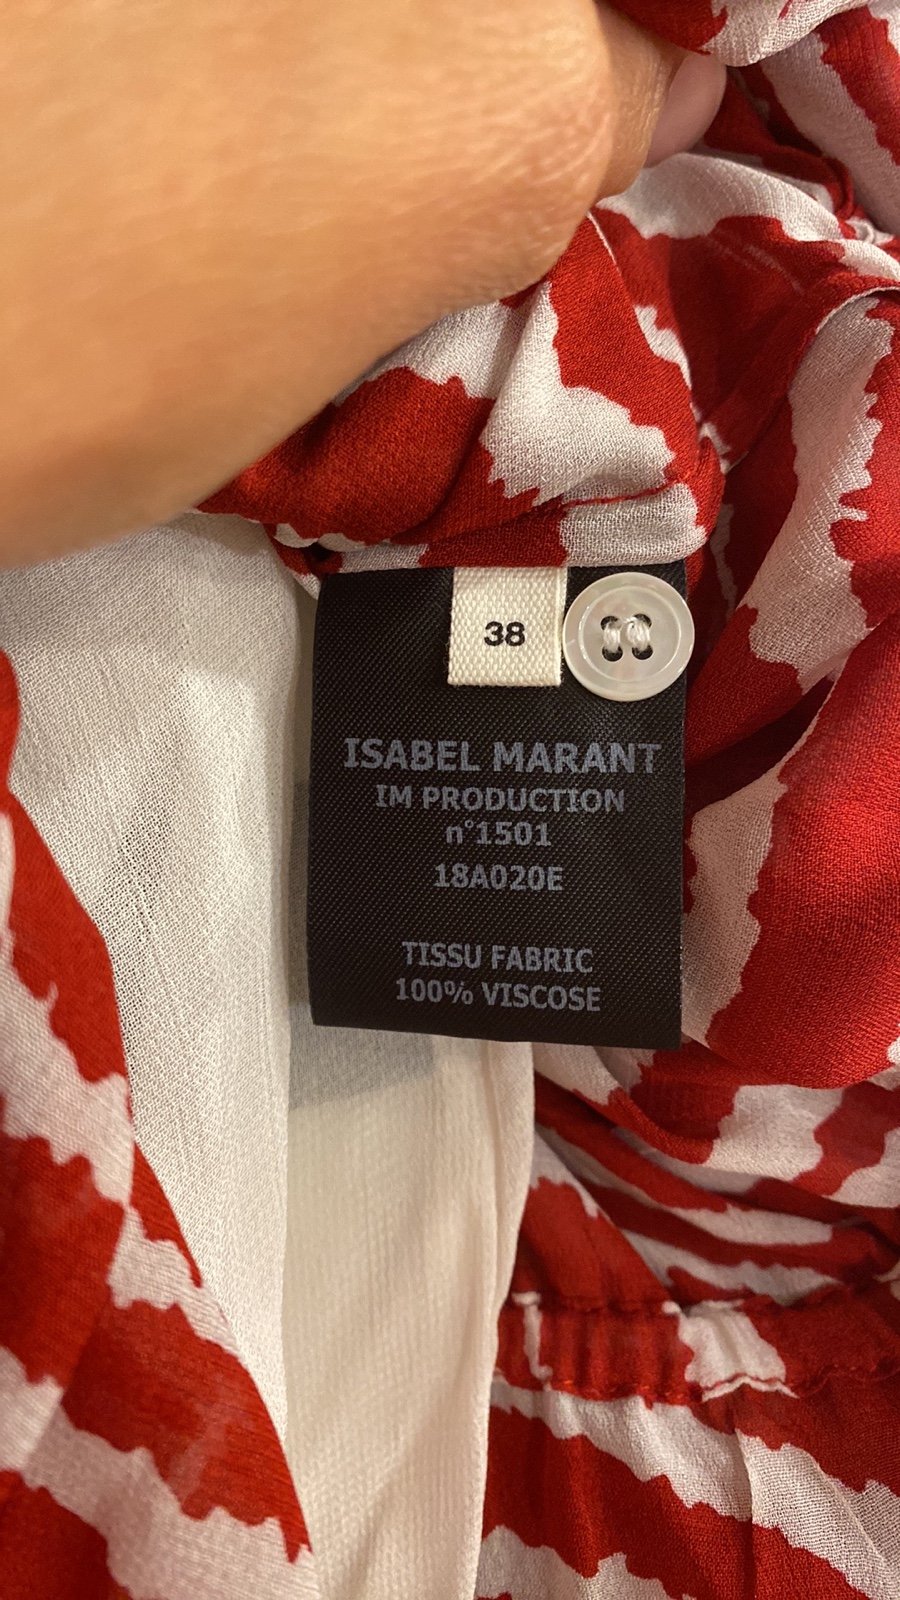 38
ISABEL MARANT
IM PRODUCTION
n°1501
18A020E
TISSU FABRIC
100% VISCOSE